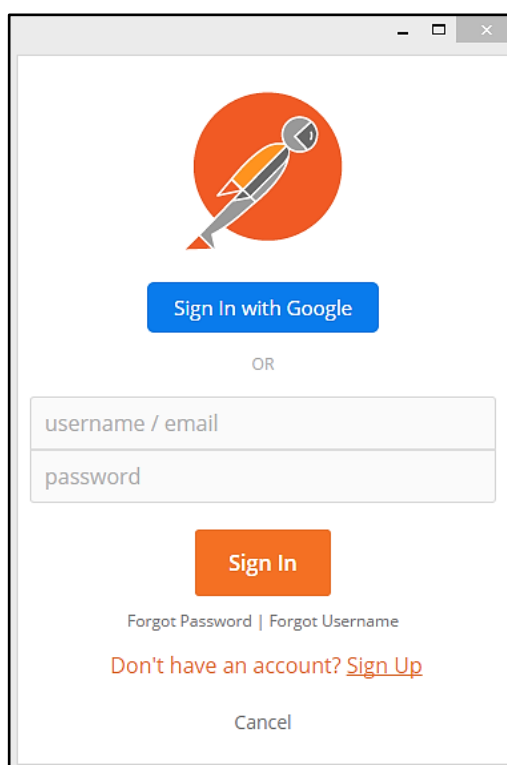 Sign In with Google
OR
username / email
password
Sign In
Forgot Password | Forgot Username
Don't have an account? Sign Up
Cancel